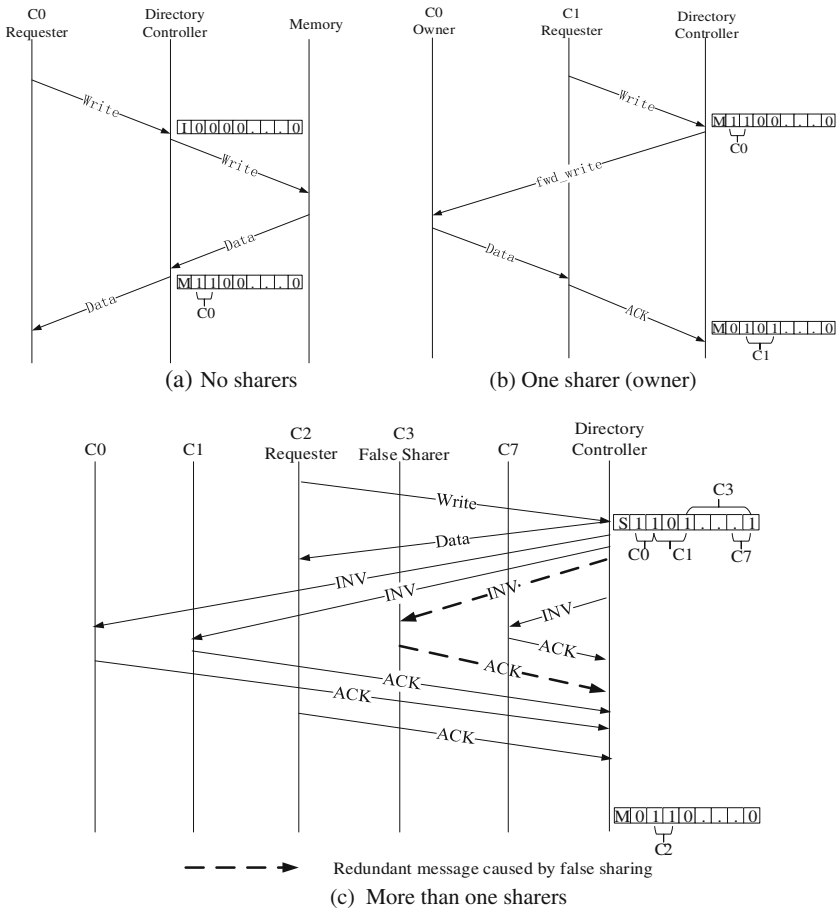 C0
Requester
Directory
Controller
Memory
Write
I 0 0 0 0 . . . 0
Write
Data
M 1 1 0 0 . . . 0
C0
Data
(a) No sharers
C0
Owner
C1
Requester
Directory
Controller
Write
M 1 1 0 0 . . . 0
C0
fwd_write
Data
ACK
M 0 1 0 1 . . . 0
C1
(b) One sharer (owner)
C0
C1
C2
Requester
C3
False Sharer
C7
Directory
Controller
Write
C3
S 1 1 0 1 . . . 1
C0
C1
C7
Data
INV
INV
INV
INV
ACK
ACK
ACK
ACK
ACK
M 0 1 1 0 . . . 0
C2
Redundant message caused by false sharing
(c) More than one sharers